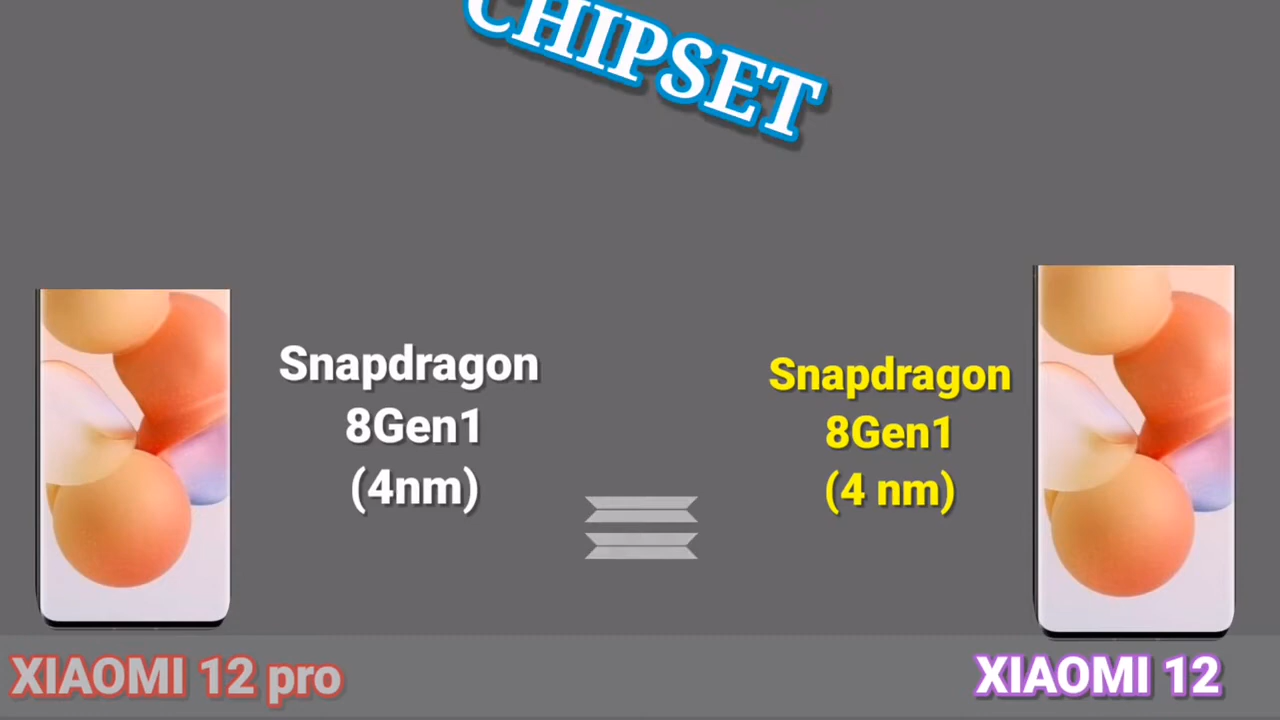 CHIPSET
Snapdragon
8Gen1
(4nm)
Snapdragon
8Gen1
(4 nm)
XIAOMI 12 pro
XIAOMI 12